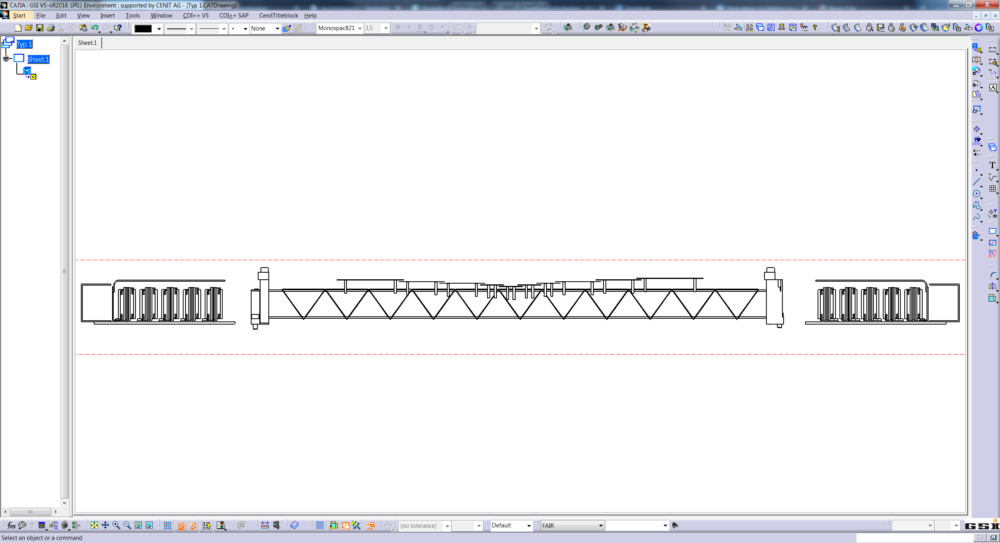 CATIA : GSI V5-6R2016 SP03 Environment : supported by CENIT AG - [Typ 1.CATDrawing]
Start File Edit View Insert Tools Window CDI++ V5 CDI++ SAP CenitTitleblock Help
None Monospac821 3,5 B I S S
Typ 1
Sheet.1
Sheet.1
(no tolerance) Default FAIR
GSI
Select an object or a command